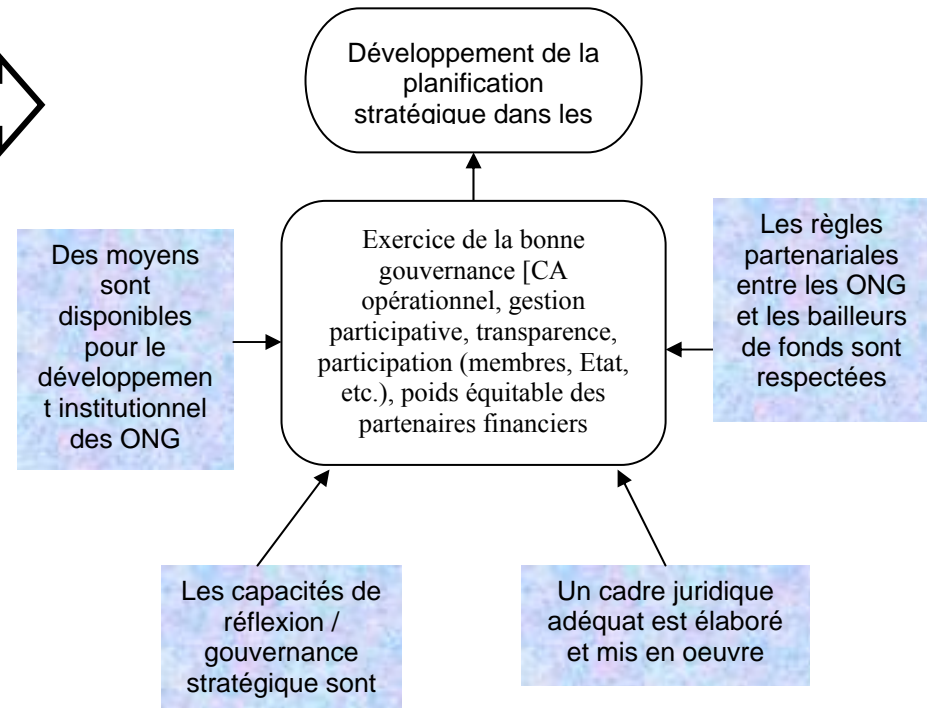 Développement de la
planification
stratégique dans les
Des moyens
sont
disponibles
pour le
développemen
t institutionnel
des ONG
Exercice de la bonne
gouvernance [CA
opérationnel, gestion
participative, transparence,
participation (membres, Etat,
etc.), poids équitable des
partenaires financiers
Les règles
partenariales
entre les ONG
et les bailleurs
de fonds sont
respectées
Les capacités de
réflexion /
gouvernance
stratégique sont
Un cadre juridique
adéquat est élaboré
et mis en oeuvre